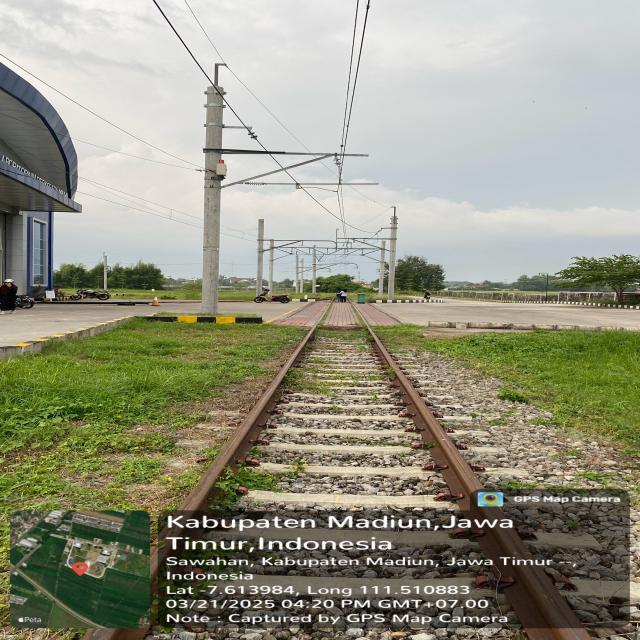 GPS Map Camera
Kabupaten Madiun,Jawa
Timur,Indonesia
Sawahan, Kabupaten Madiun, Jawa Timur --,
Indonesia
Lat -7.613984, Long 111.510883
03/21/2025 04:20 PM GMT+07.00
Note : Captured by GPS Map Camera
Peta